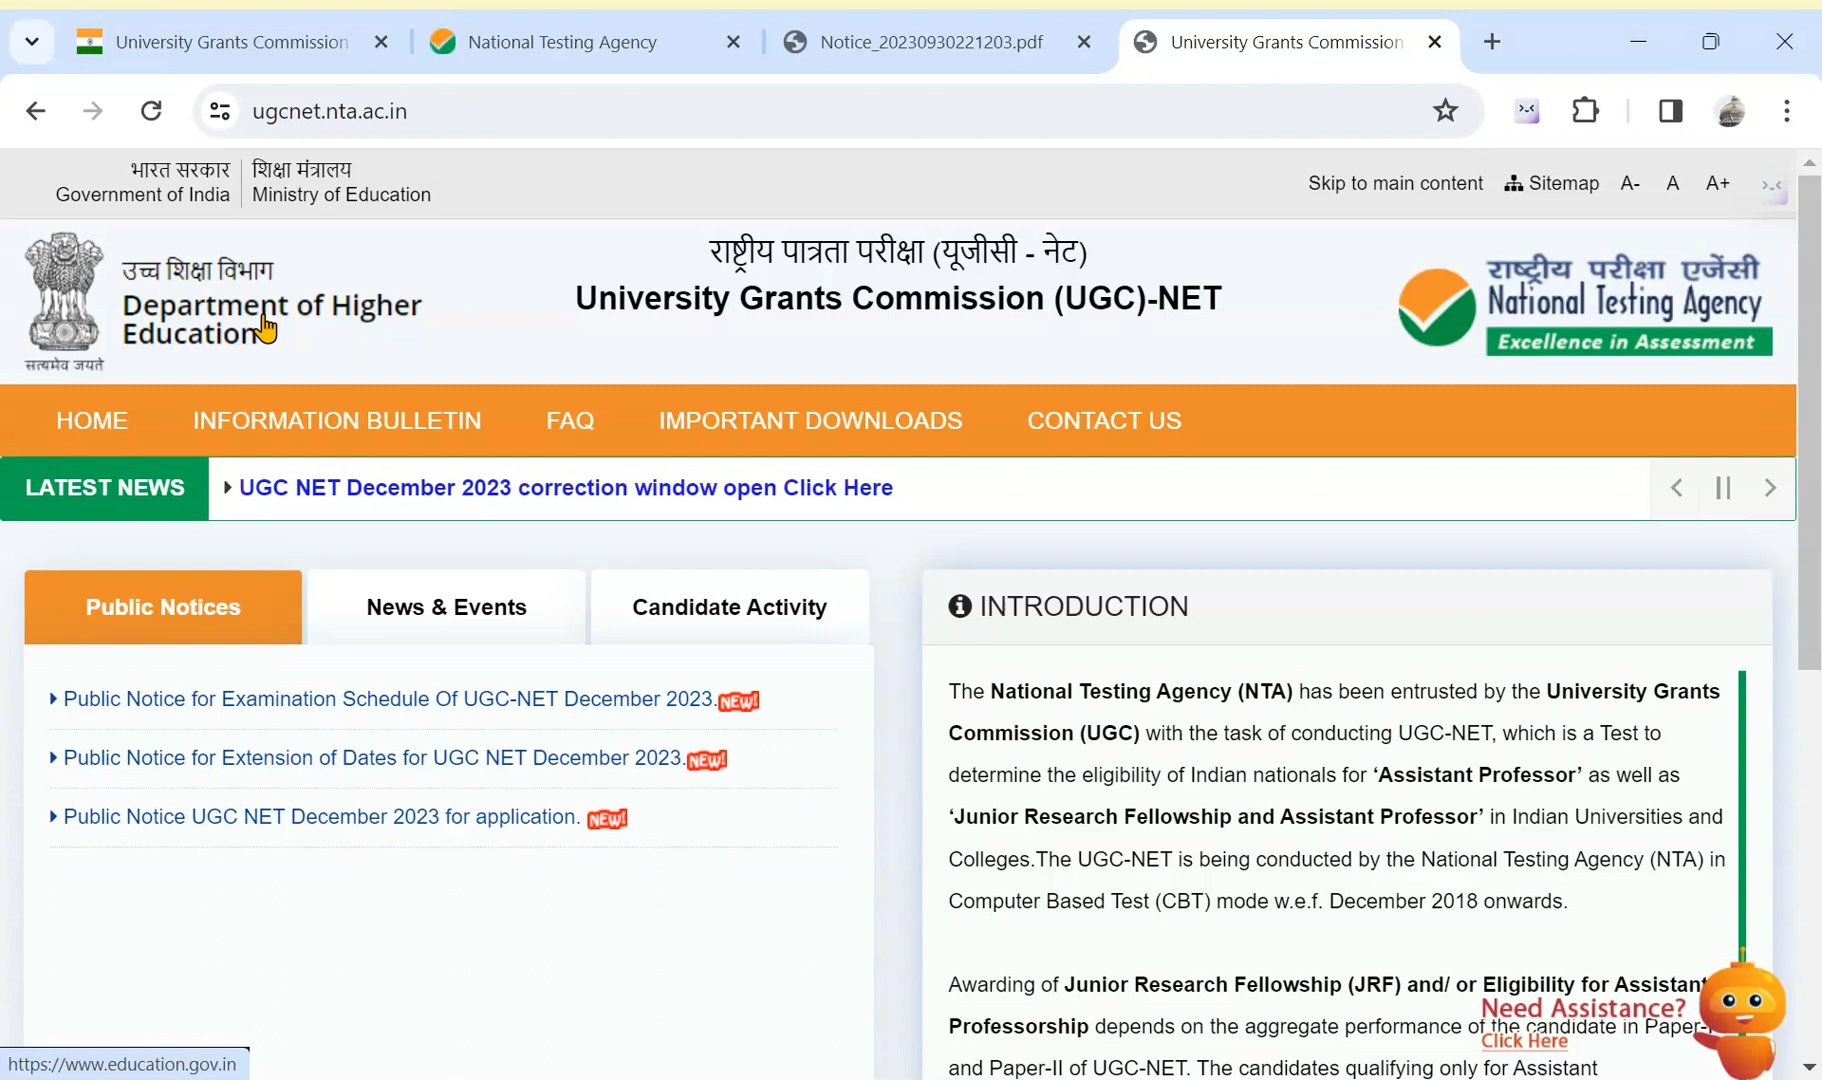 University Grants Commission
National Testing Agency
Notice_20230930221203.pdf
University Grants Commission
ugcnet.nta.ac.in
भारत सरकार
Government of India
शिक्षा मंत्रालय
Ministry of Education
Skip to main content
Sitemap
A-
A
A+
सत्यमेव जयते
उच्च शिक्षा विभाग
Department of Higher
Education
राष्ट्रीय पात्रता परीक्षा (यूजीसी - नेट)
University Grants Commission (UGC)-NET
राष्ट्रीय परीक्षा एजेंसी
National Testing Agency
Excellence in Assessment
HOME
INFORMATION BULLETIN
FAQ
IMPORTANT DOWNLOADS
CONTACT US
LATEST NEWS
UGC NET December 2023 correction window open Click Here
Public Notices
News & Events
Candidate Activity
Public Notice for Examination Schedule Of UGC-NET December 2023. NEW!
Public Notice for Extension of Dates for UGC NET December 2023. NEW!
Public Notice UGC NET December 2023 for application. NEW!
INTRODUCTION
The National Testing Agency (NTA) has been entrusted by the University Grants
Commission (UGC) with the task of conducting UGC-NET, which is a Test to
determine the eligibility of Indian nationals for ‘Assistant Professor’ as well as
‘Junior Research Fellowship and Assistant Professor’ in Indian Universities and
Colleges.The UGC-NET is being conducted by the National Testing Agency (NTA) in
Computer Based Test (CBT) mode w.e.f. December 2018 onwards.
Awarding of Junior Research Fellowship (JRF) and/ or Eligibility for Assistant
Professorship depends on the aggregate performance of the candidate in Paper-I
and Paper-II of UGC-NET. The candidates qualifying only for Assistant
Need Assistance?
Click Here
https://www.education.gov.in